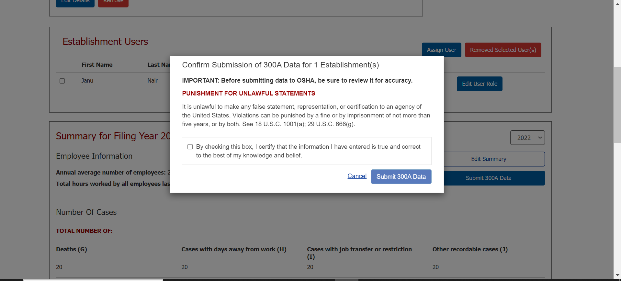 Edit Details
Remove
Establishment Users
Assign User
Removed Selected User(s)
First Name
Last Na
Janu
Nair
Edit User Role
Confirm Submission of 300A Data for 1 Establishment(s)
IMPORTANT: Before submitting data to OSHA, be sure to review it for accuracy.
PUNISHMENT FOR UNLAWFUL STATEMENTS
It is unlawful to make any false statement, representation, or certification to an agency of
the United States. Violations can be punished by a fine or by imprisonment of not more than
five years, or by both. See 18 U.S.C. 1001(a); 29 U.S.C. 666(g).
By checking this box, I certify that the information I have entered is true and correct
to the best of my knowledge and belief.
Cancel
Submit 300A Data
Summary for Filing Year 20
2022
Employee Information
Edit Summary
Annual average number of employees: 2
Submit 300A Data
Total hours worked by all employees las
Number Of Cases
TOTAL NUMBER OF:
Deaths (G)
Cases with days away from work (H)
Cases with job transfer or restriction
Other recordable cases (J)
(I)
20
20
20
20